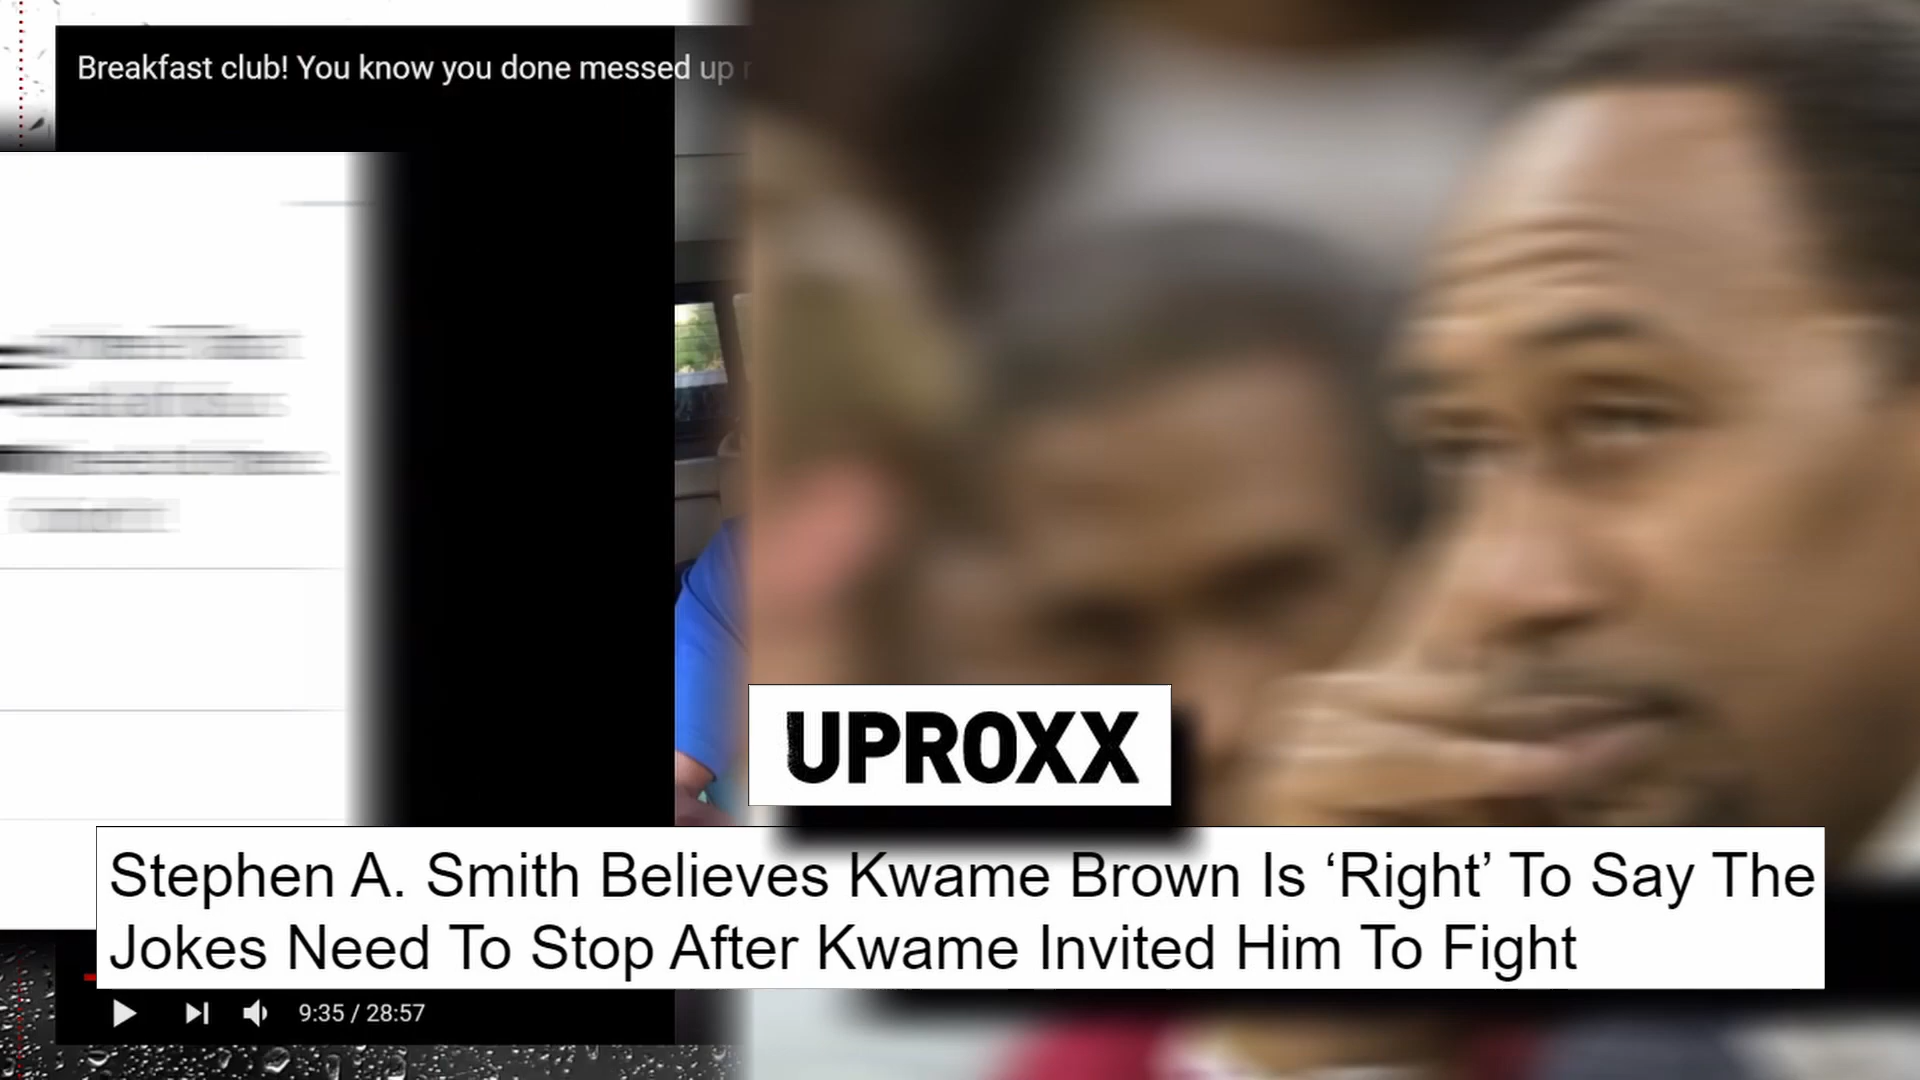 Breakfast club! You know you done messed up
UPROXX
Stephen A. Smith Believes Kwame Brown Is ‘Right’ To Say The
Jokes Need To Stop After Kwame Invited Him To Fight
9:35 / 28:57